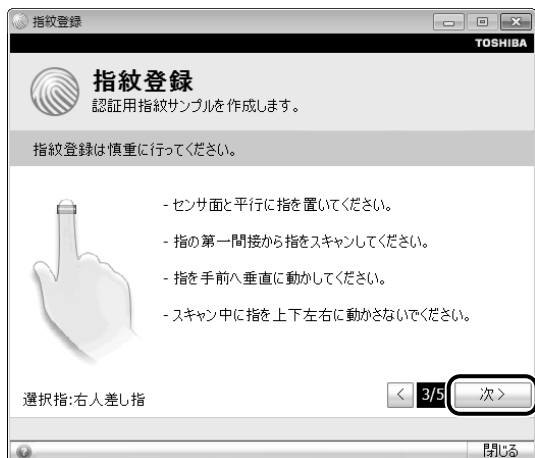 指紋登録
TOSHIBA
指紋登録
認証用指紋サンプルを作成します。
指紋登録は慎重に行ってください。
- センサ面と平行に指を置いてください。
- 指の第一間接から指をスキャンしてください。
- 指を手前へ垂直に動かしてください。
- スキャン中に指を上下左右に動かさないでください。
選択指:右人差し指
< 3/5 次 >
閉じる